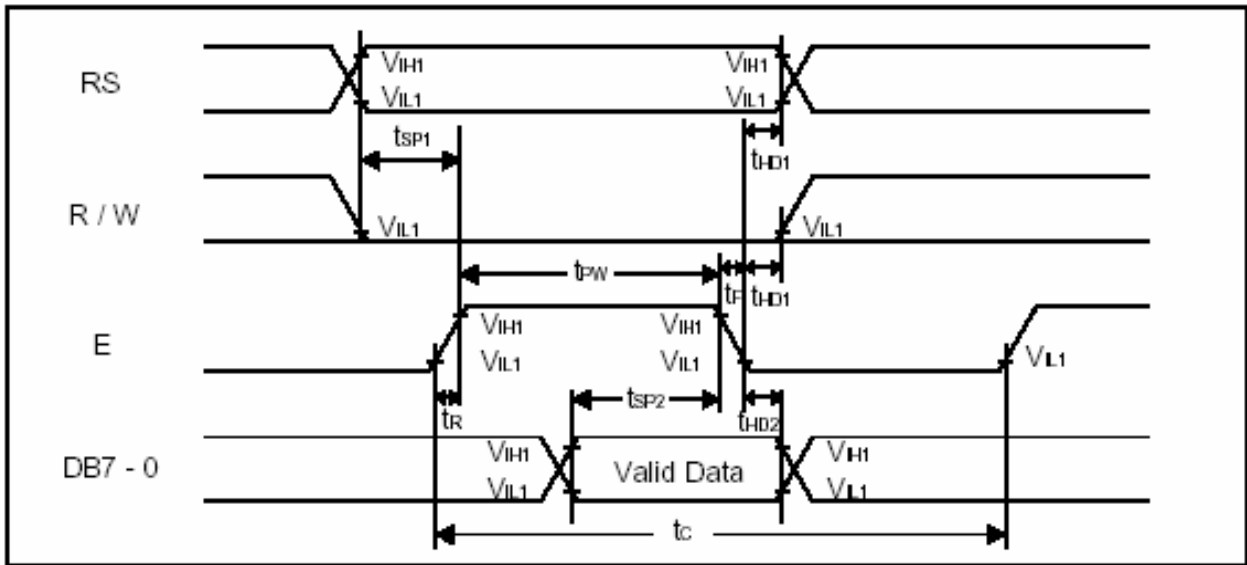 RS
VIH1 VIH1
VIL1 VIL1
tSP1 tHD1
R / W
VIL1 VIL1
tPW tF tHD1
E
VIH1 VIH1
VIL1 VIL1 VIL1
tR tSP2 tHD2
DB7 - 0
VIH1 Valid Data VIH1
VIL1 VIL1
tC